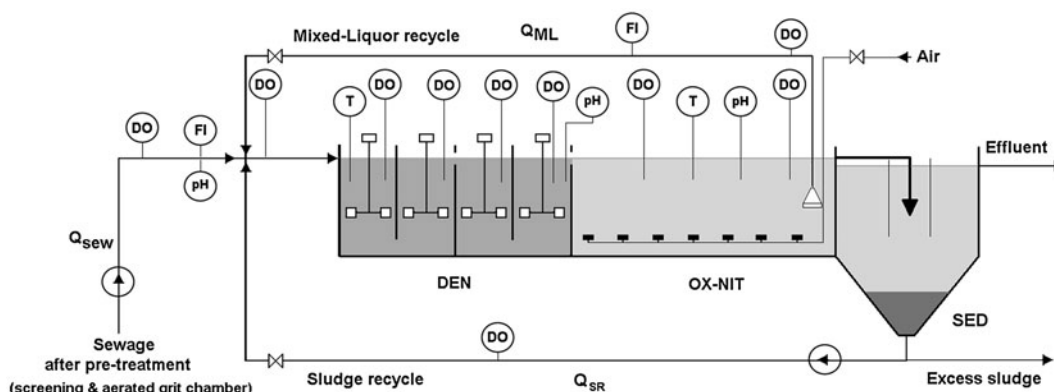 Mixed-Liquor recycle
QML
FI
DO
Air
DO
T
DO
DO
DO
DO
pH
DO
T
pH
DO
DO
FI
pH
Effluent
Qsew
DEN
OX-NIT
SED
Sewage
after pre-treatment
(screening & aerated grit chamber)
DO
Sludge recycle
QSR
Excess sludge